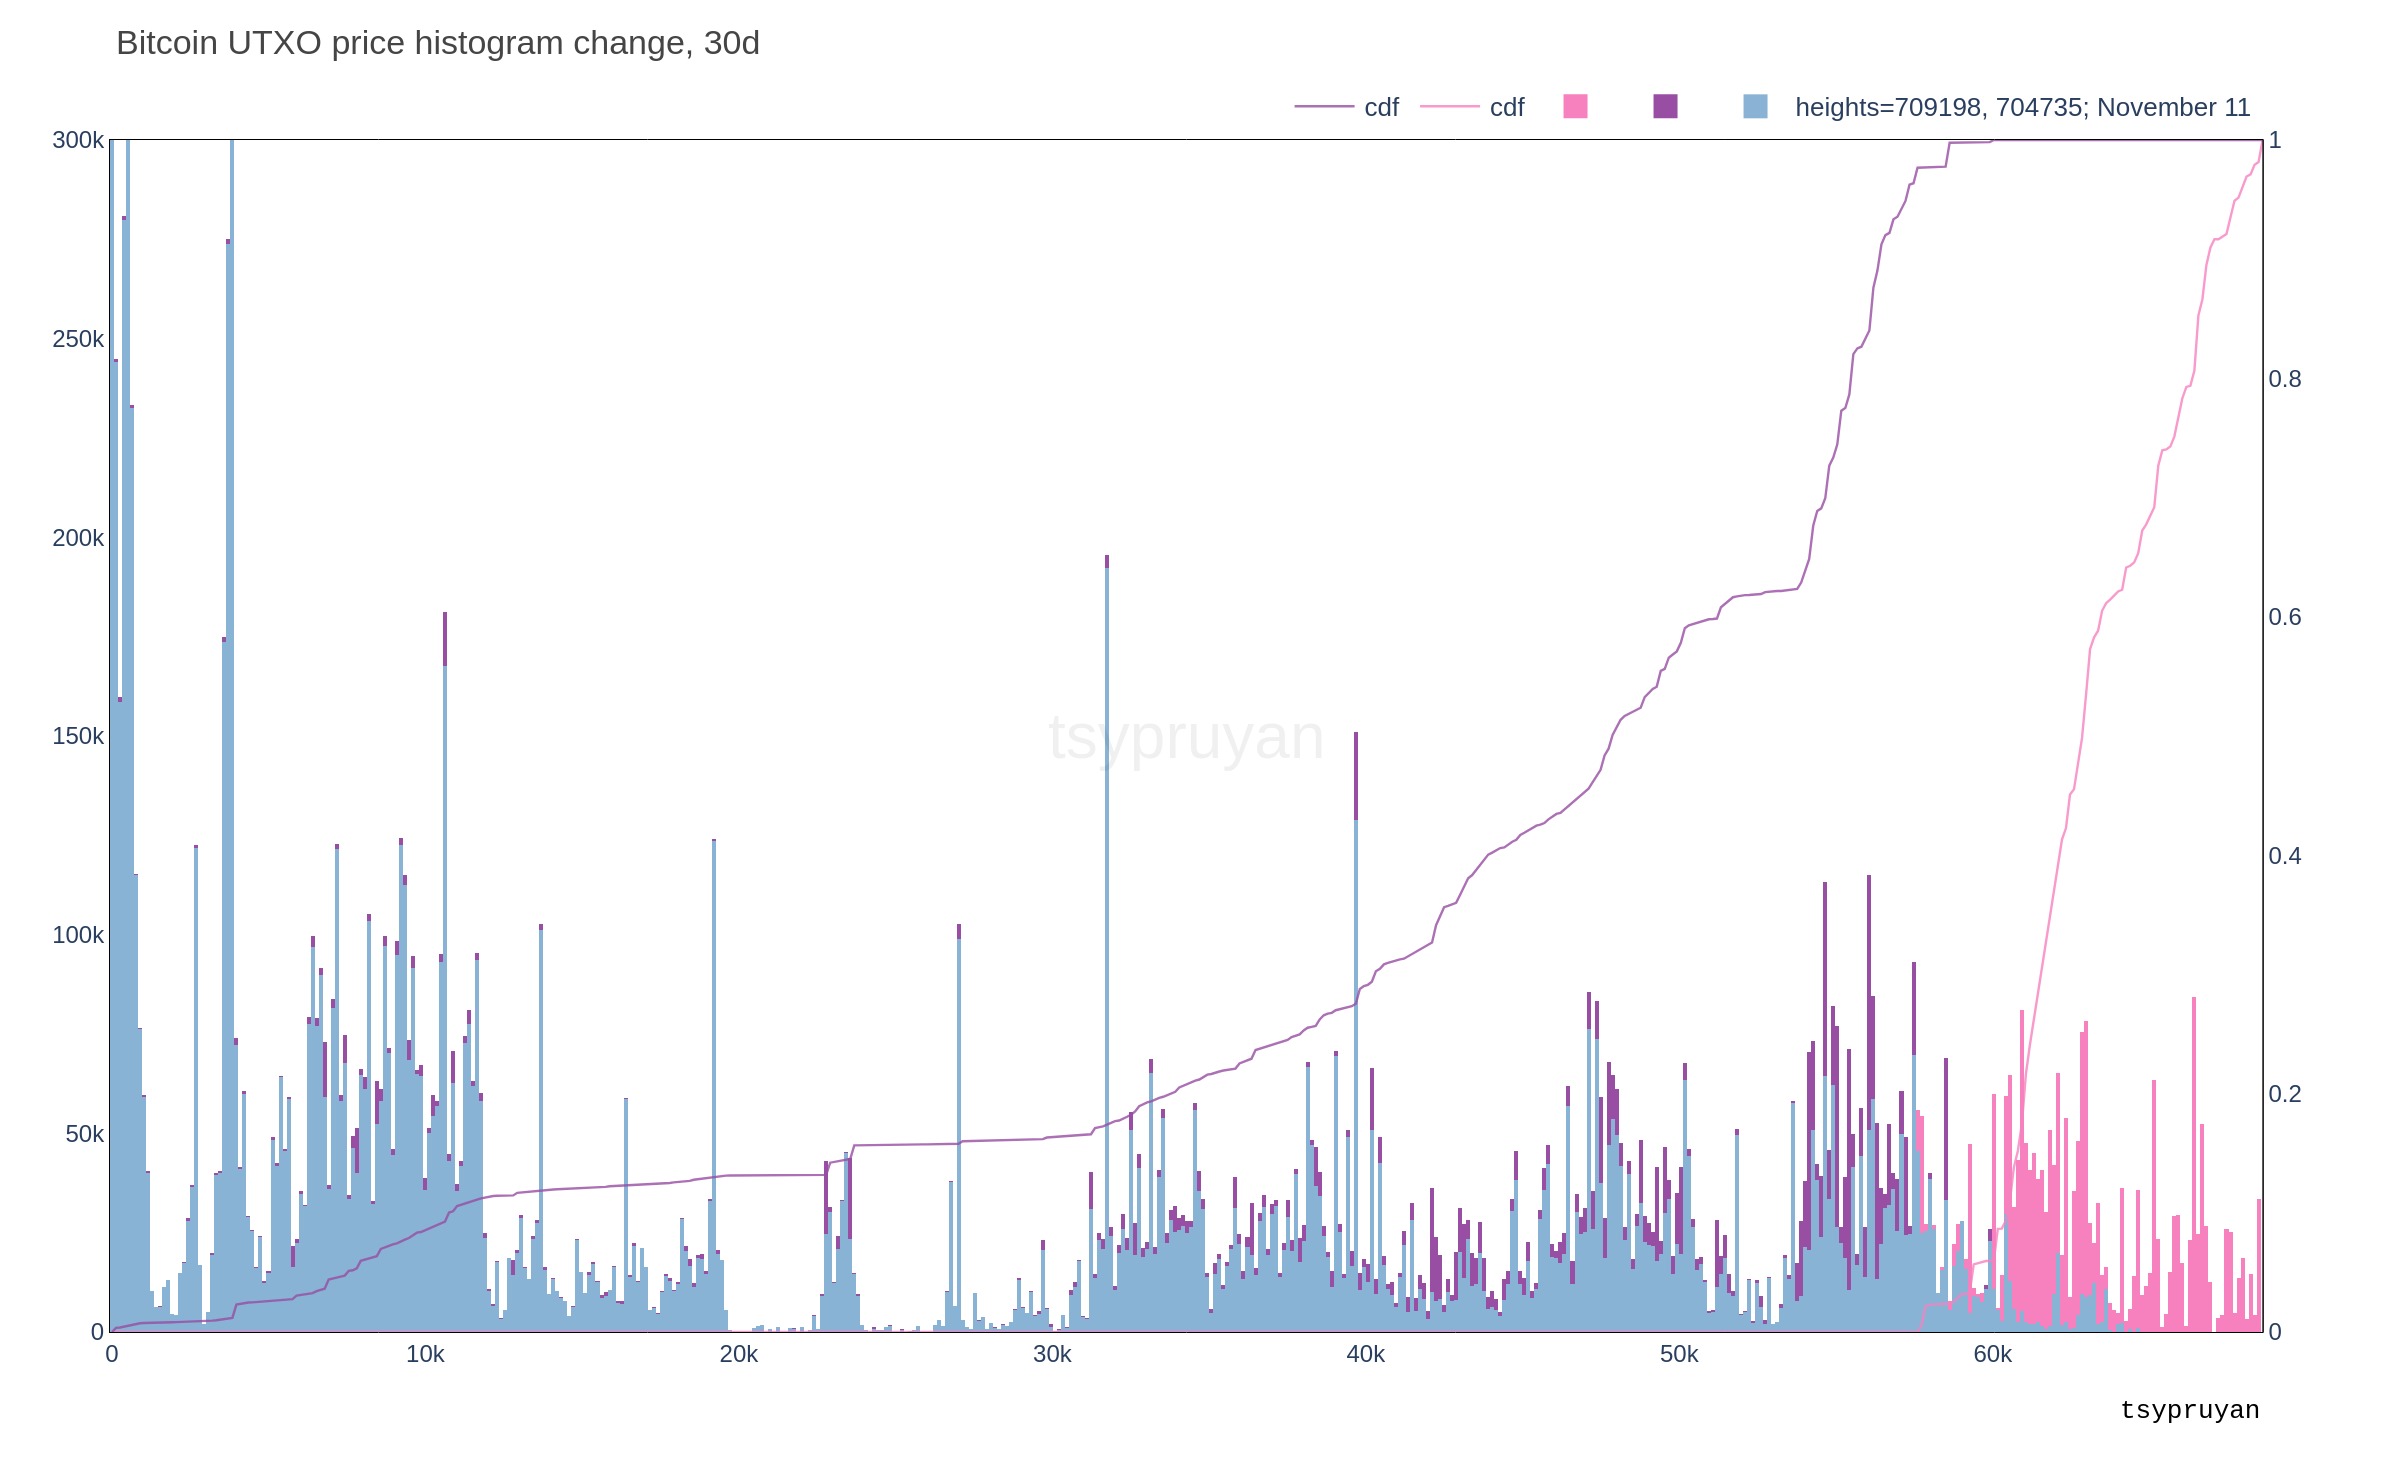 Bitcoin UTXO price histogram change, 30d
cdf cdf heights=709198, 704735; November 11
300k
250k
200k
150k
100k
50k
0
1
0.8
0.6
0.4
0.2
0
tsypruyan
0 10k 20k 30k 40k 50k 60k
tsypruyan